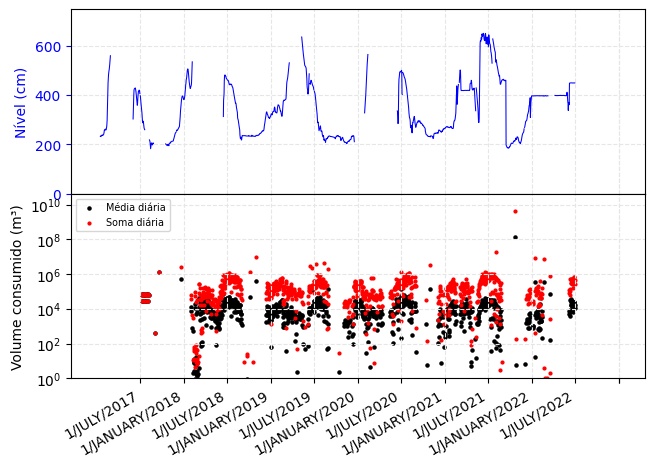 600
400
200
0
Nível (cm)
10¹⁰
10⁸
10⁶
10⁴
10²
10⁰
Volume consumido (m³)
Média diária
Soma diária
1/JULY/2017
1/JANUARY/2018
1/JULY/2018
1/JANUARY/2019
1/JULY/2019
1/JANUARY/2020
1/JULY/2020
1/JANUARY/2021
1/JULY/2021
1/JANUARY/2022
1/JULY/2022